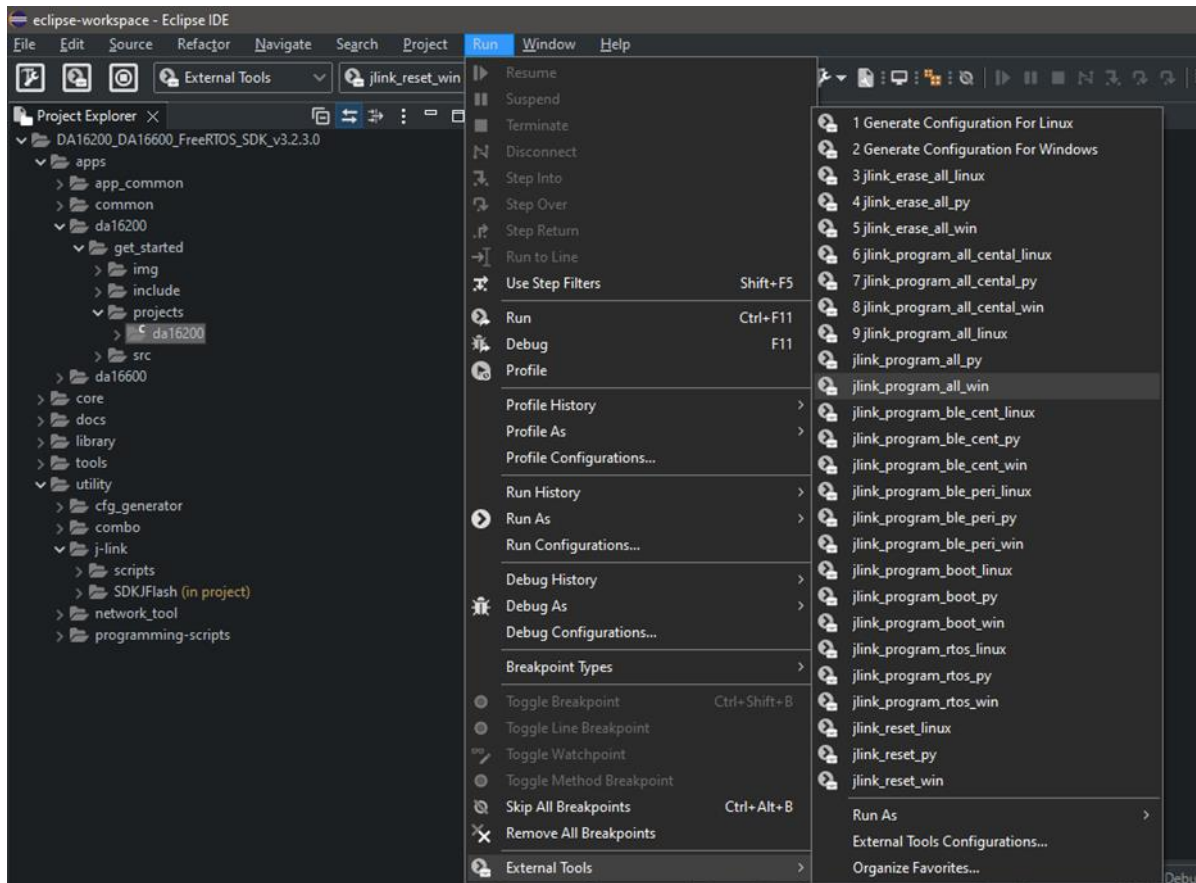 eclipse-workspace - Eclipse IDE
File Edit Source Refactor Navigate Search Project Run Window Help
External Tools jlink_reset_win
Project Explorer
DA16200_DA16600_FreeRTOS_SDK_v3.2.3.0
apps
app_common
common
da16200
get_started
img
include
projects
da16200
src
da16600
core
docs
library
tools
utility
cfg_generator
combo
j-link
scripts
SDKJFlash (in project)
network_tool
programming-scripts
Resume
Suspend
Terminate
Disconnect
Step Into
Step Over
Step Return
Run to Line
Use Step Filters Shift+F5
Run Ctrl+F11
Debug F11
Profile
Profile History
Profile As
Profile Configurations...
Run History
Run As
Run Configurations...
Debug History
Debug As
Debug Configurations...
Breakpoint Types
Toggle Breakpoint Ctrl+Shift+B
Toggle Line Breakpoint
Toggle Watchpoint
Toggle Method Breakpoint
Skip All Breakpoints Ctrl+Alt+B
Remove All Breakpoints
External Tools
1 Generate Configuration For Linux
2 Generate Configuration For Windows
3 jlink_erase_all_linux
4 jlink_erase_all_py
5 jlink_erase_all_win
6 jlink_program_all_cental_linux
7 jlink_program_all_cental_py
8 jlink_program_all_cental_win
9 jlink_program_all_linux
jlink_program_all_py
jlink_program_all_win
jlink_program_ble_cent_linux
jlink_program_ble_cent_py
jlink_program_ble_cent_win
jlink_program_ble_peri_linux
jlink_program_ble_peri_py
jlink_program_ble_peri_win
jlink_program_boot_linux
jlink_program_boot_py
jlink_program_boot_win
jlink_program_rtos_linux
jlink_program_rtos_py
jlink_program_rtos_win
jlink_reset_linux
jlink_reset_py
jlink_reset_win
Run As
External Tools Configurations...
Organize Favorites...
Debu